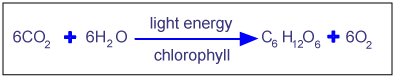 light energy
6CO₂ + 6H₂O → C₆H₁₂O₆ + 6O₂
chlorophyll